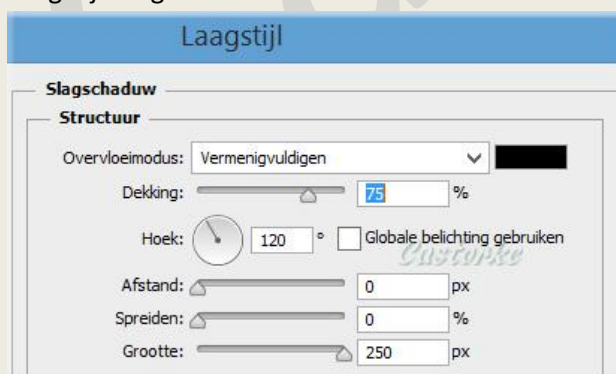 Laagstijl
Slagschaduw
Structuur
Overvloeimodus: Vermenigvuldigen
Dekking: 75 %
Hoek: 120 ° Globale belichting gebruiken
Castorke
Afstand: 0 px
Spreiden: 0 %
Grootte: 250 px